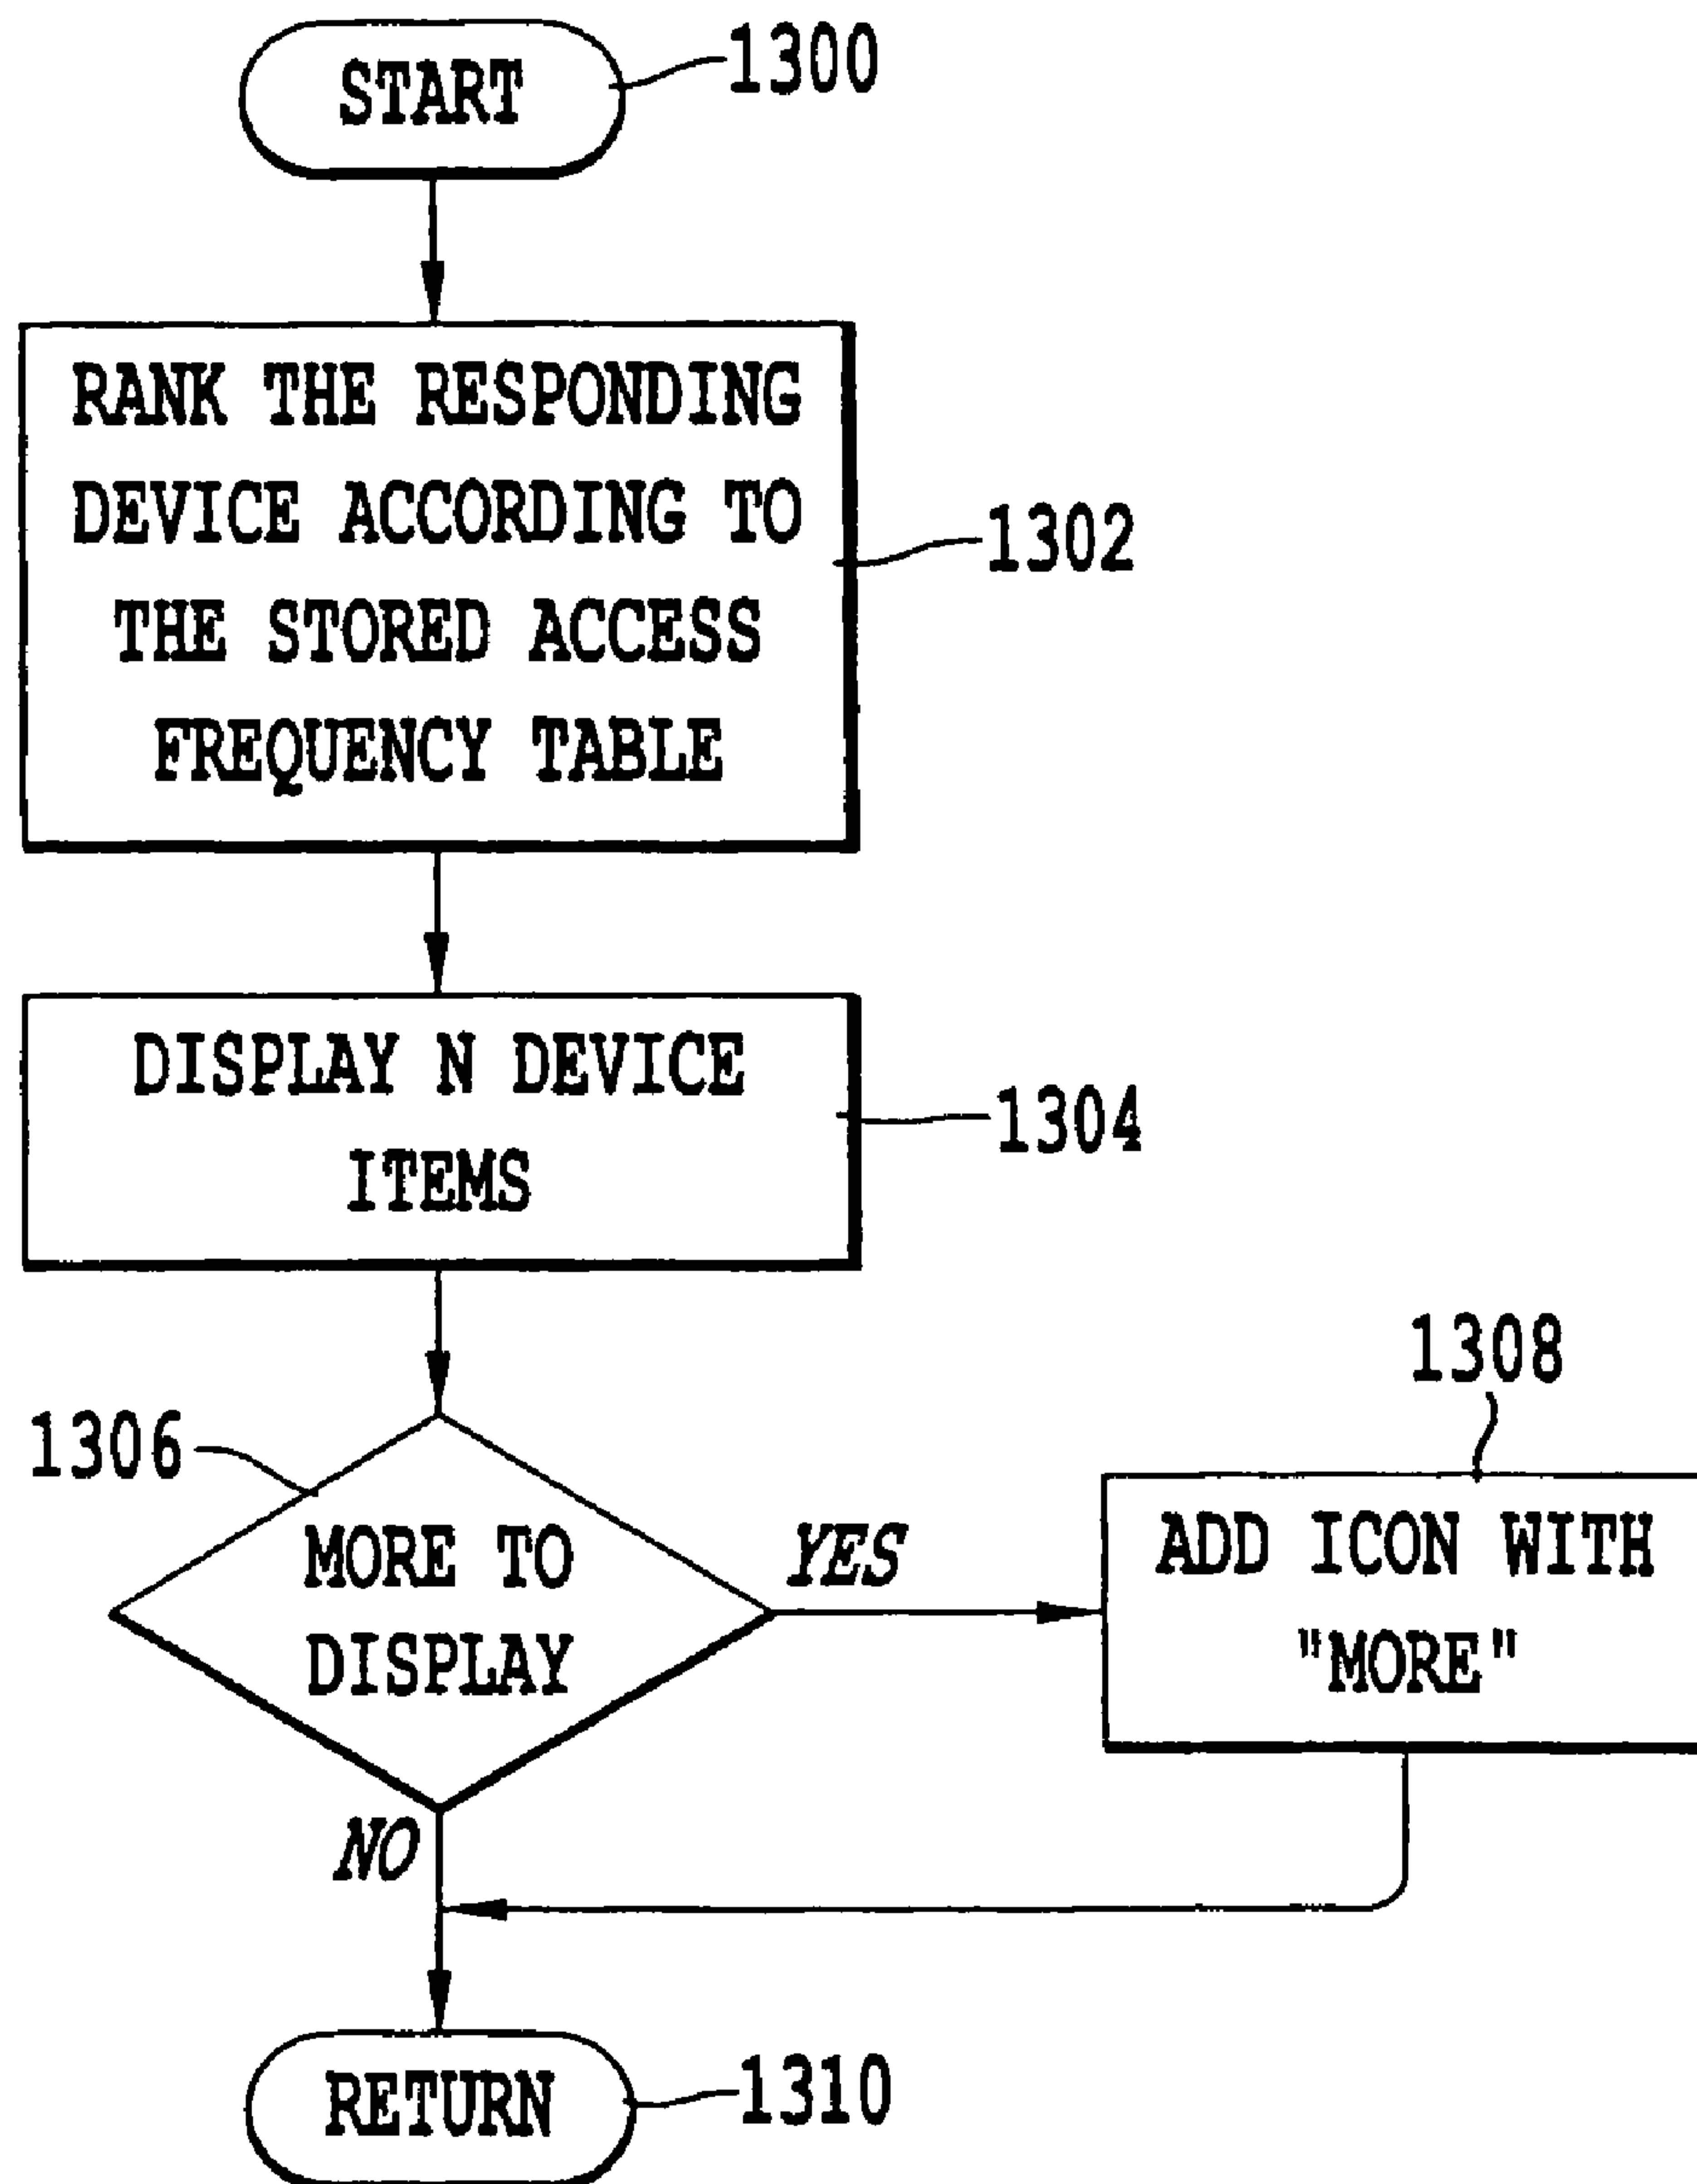 START
1300
RANK THE RESPONDING
DEVICE ACCORDING TO
THE STORED ACCESS
FREQUENCY TABLE
1302
DISPLAY N DEVICE
ITEMS
1304
1306
MORE TO
DISPLAY
YES
NO
1308
ADD ICON WITH
"MORE"
RETURN
1310